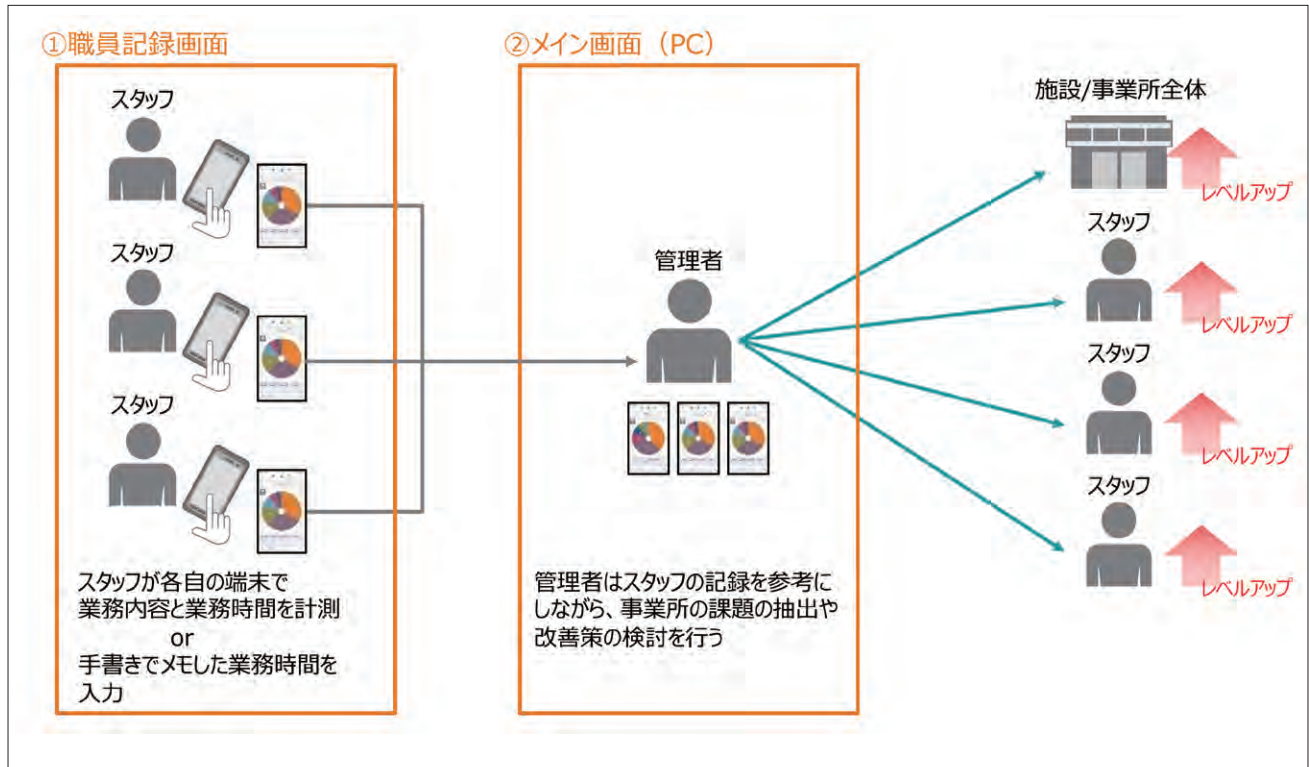 ①職員記録画面
スタッフ
スタッフ
スタッフ
スタッフが各自の端末で
業務内容と業務時間を計測
or
手書きでメモした業務時間を
入力
②メイン画面（PC）
管理者
管理者はスタッフの記録を参考に
しながら、事業所の課題の抽出や
改善策の検討を行う
施設/事業所全体
レベルアップ
スタッフ
レベルアップ
スタッフ
レベルアップ
スタッフ
レベルアップ